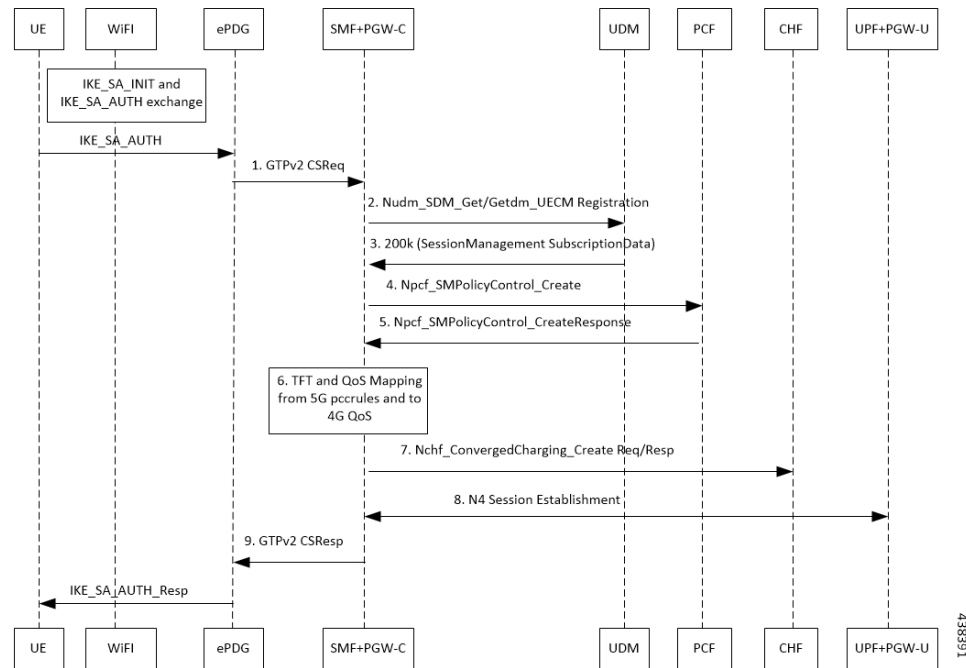 UE
WiFI
ePDG
SMF+PGW-C
UDM
PCF
CHF
UPF+PGW-U
IKE_SA_INIT and
IKE_SA_AUTH exchange
IKE_SA_AUTH
1. GTPv2 CSReq
2. Nudm_SDM_Get/Getdm_UECM Registration
3. 200k (SessionManagement SubscriptionData)
4. Npcf_SMPolicyControl_Create
5. Npcf_SMPolicyControl_CreateResponse
6. TFT and QoS Mapping
from 5G pccrules and to
4G QoS
7. Nchf_ConvergedCharging_Create Req/Resp
8. N4 Session Establishment
9. GTPv2 CSResp
IKE_SA_AUTH_Resp
UE
WiFI
ePDG
SMF+PGW-C
UDM
PCF
CHF
UPF+PGW-U
438391